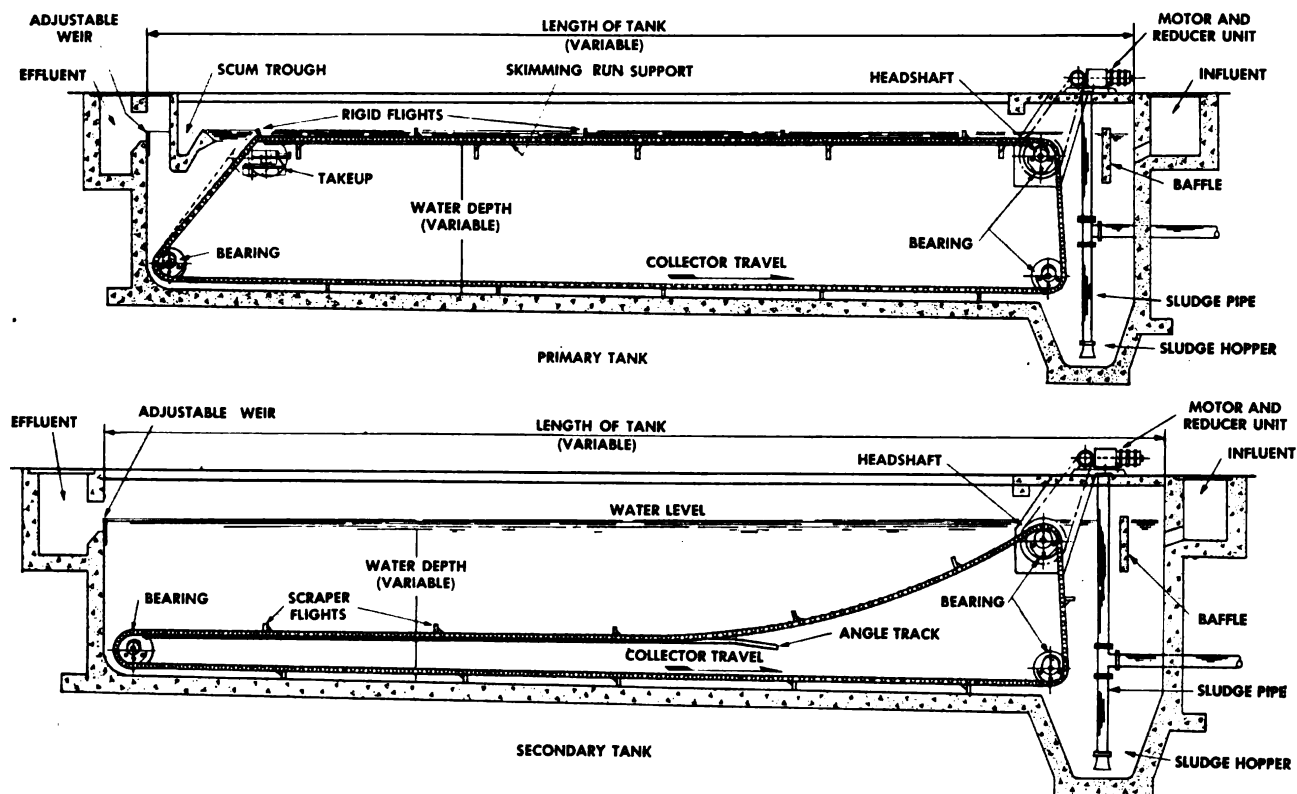 ADJUSTABLE
WEIR
LENGTH OF TANK
(VARIABLE)
MOTOR AND
REDUCER UNIT
EFFLUENT
SCUM TROUGH
SKIMMING RUN SUPPORT
HEADSHAFT
INFLUENT
RIGID FLIGHTS
TAKEUP
BAFFLE
WATER DEPTH
(VARIABLE)
BEARING
BEARING
COLLECTOR TRAVEL
SLUDGE PIPE
SLUDGE HOPPER
PRIMARY TANK
EFFLUENT
ADJUSTABLE WEIR
LENGTH OF TANK
(VARIABLE)
MOTOR AND
REDUCER UNIT
HEADSHAFT
INFLUENT
WATER LEVEL
WATER DEPTH
(VARIABLE)
BEARING
SCRAPER
FLIGHTS
BEARING
BAFFLE
ANGLE TRACK
COLLECTOR TRAVEL
SLUDGE PIPE
SLUDGE HOPPER
SECONDARY TANK